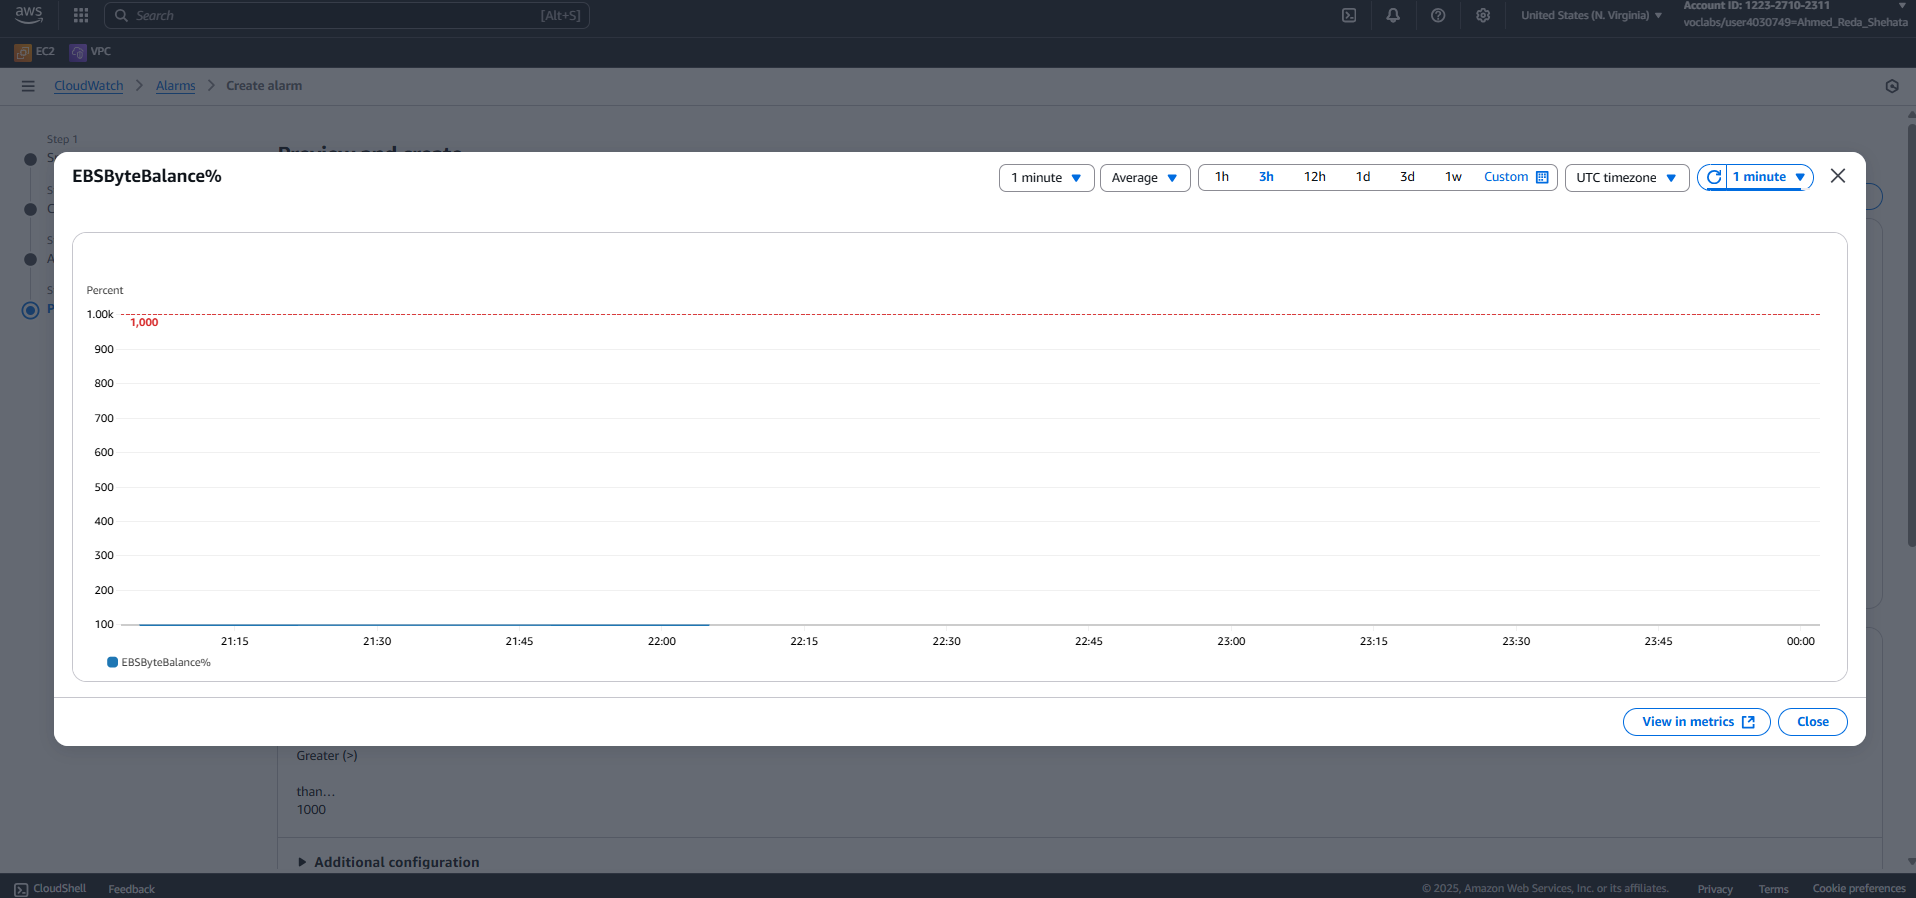 aws
Search
[Alt+S]
United States (N. Virginia)
Account ID: 1223-2710-2311
voclabs/user4030749=Ahmed_Reda_Shehata
EC2
VPC
CloudWatch
Alarms
Create alarm
Step 1
EBSByteBalance%
1 minute
Average
1h
3h
12h
1d
3d
1w
Custom
UTC timezone
1 minute
Percent
1.00k
1,000
900
800
700
600
500
400
300
200
100
21:15
21:30
21:45
22:00
22:15
22:30
22:45
23:00
23:15
23:30
23:45
00:00
EBSByteBalance%
View in metrics
Close
Greater (>)
than...
1000
Additional configuration
CloudShell
Feedback
© 2025, Amazon Web Services, Inc. or its affiliates.
Privacy
Terms
Cookie preferences